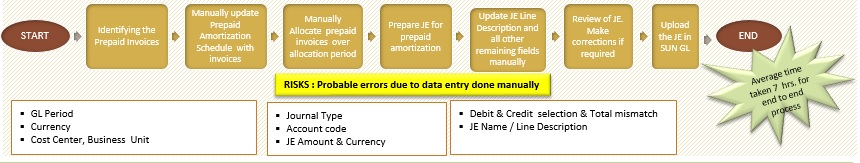 START
Identifying the
Prepaid Invoices
Manually update
Prepaid
Amortization
Schedule with
invoices
Manually
Allocate prepaid
invoices over
allocation period
Prepare JE for
prepaid
amortization
Update JE Line
Description and
all other
remaining fields
manually
Review of JE.
Make
corrections if
required
Upload
the JE in
SUN GL
END
Average time
taken 7 hrs. for
end to end
process
RISKS : Probable errors due to data entry done manually
▪ GL Period
▪ Currency
▪ Cost Center, Business Unit
▪ Journal Type
▪ Account code
▪ JE Amount & Currency
▪ Debit & Credit selection & Total mismatch
▪ JE Name / Line Description